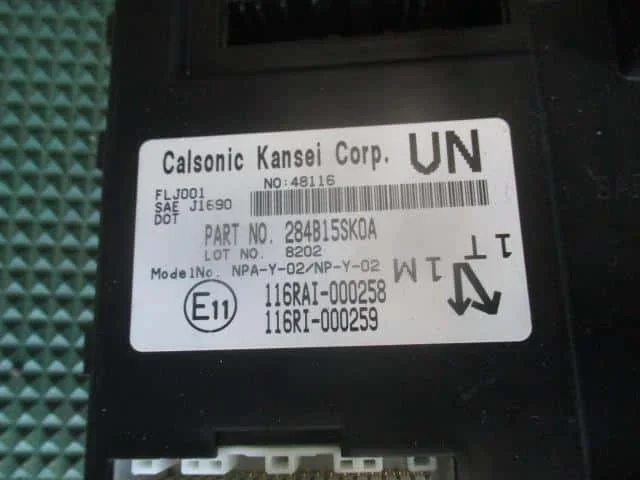 Calsonic Kansei Corp. UN
NO:48116
FLJ001
SAE J1690
DOT
PART NO. 284B15SK0A
LOT NO. 8202
ModelNo. NPA-Y-02/NP-Y-02
1M
1T
E11
116RAI-000258
116RI-000259